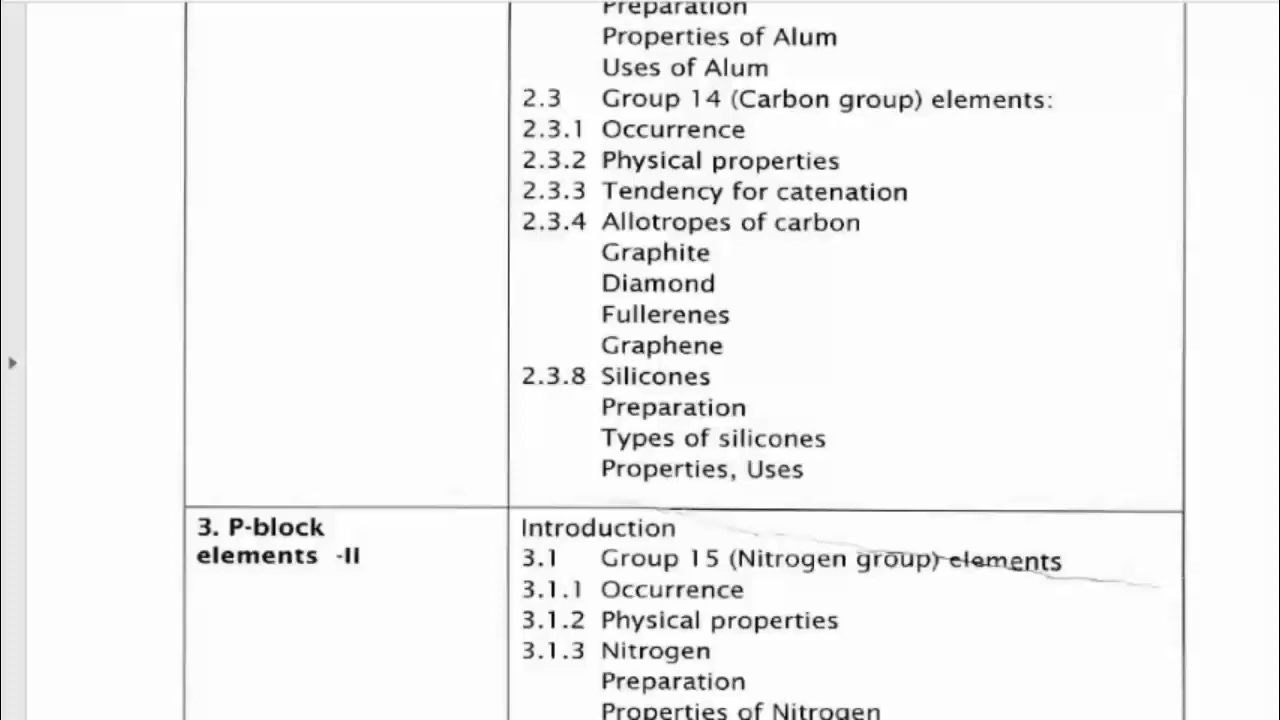 Preparation
Properties of Alum
Uses of Alum
2.3 Group 14 (Carbon group) elements:
2.3.1 Occurrence
2.3.2 Physical properties
2.3.3 Tendency for catenation
2.3.4 Allotropes of carbon
Graphite
Diamond
Fullerenes
Graphene
2.3.8 Silicones
Preparation
Types of silicones
Properties, Uses
3. P-block
elements -II
Introduction
3.1 Group 15 (Nitrogen group) elements
3.1.1 Occurrence
3.1.2 Physical properties
3.1.3 Nitrogen
Preparation
Properties of Nitrogen